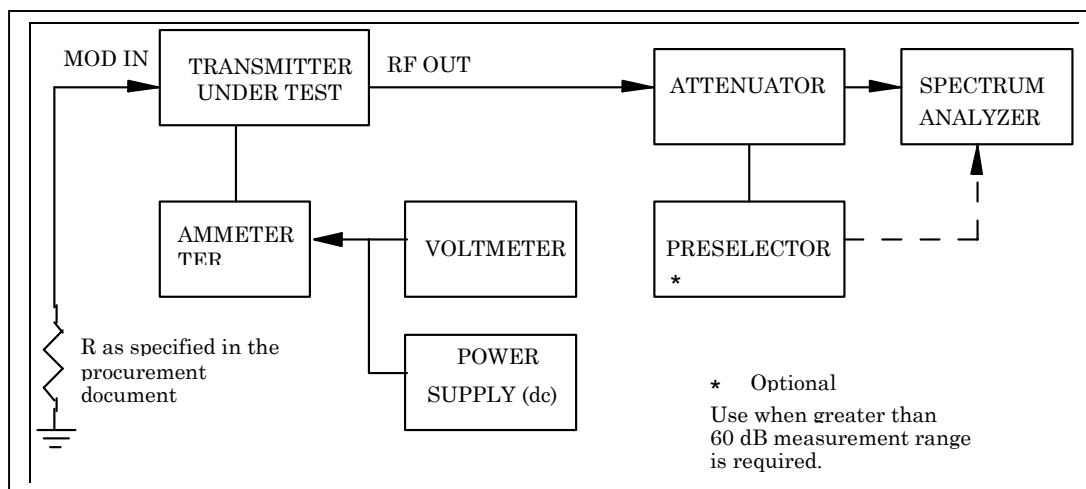 MOD IN
TRANSMITTER
UNDER TEST
RF OUT
ATTENUATOR
SPECTRUM
ANALYZER
AMMETER
TER
VOLTMETER
PRESELECTOR
*
R as specified in the
procurement
document
POWER
SUPPLY (dc)
* Optional
Use when greater than
60 dB measurement range
is required.